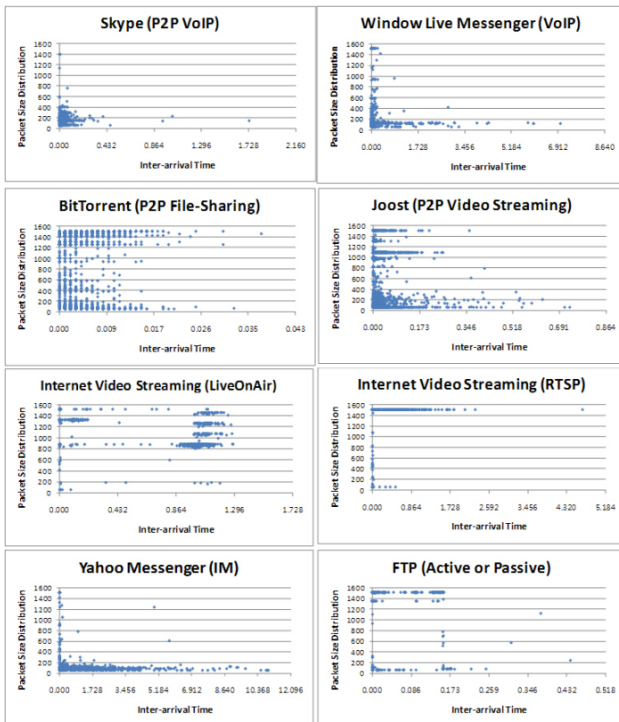 Skype (P2P VoIP)
Packet Size Distribution
1600
1400
1200
1000
800
600
400
200
0
0.000 0.432 0.864 1.296 1.728 2.160
Inter-arrival Time
Window Live Messenger (VoIP)
Packet Size Distribution
1600
1400
1200
1000
800
600
400
200
0
0.000 1.728 3.456 5.184 6.912 8.640
Inter-arrival Time
BitTorrent (P2P File-Sharing)
Packet Size Distribution
1600
1400
1200
1000
800
600
400
200
0
0.000 0.009 0.017 0.026 0.035 0.043
Inter-arrival Time
Joost (P2P Video Streaming)
Packet Size Distribution
1600
1400
1200
1000
800
600
400
200
0
0.000 0.173 0.346 0.518 0.691 0.864
Inter-arrival Time
Internet Video Streaming (LiveOnAir)
Packet Size Distribution
1600
1400
1200
1000
800
600
400
200
0
0.000 0.432 0.864 1.296 1.728
Inter-arrival Time
Internet Video Streaming (RTSP)
Packet Size Distribution
1600
1400
1200
1000
800
600
400
200
0
0.000 0.864 1.728 2.592 3.456 4.320 5.184
Inter-arrival Time
Yahoo Messenger (IM)
Packet Size Distribution
1600
1400
1200
1000
800
600
400
200
0
0.000 1.728 3.456 5.184 6.912 8.640 10.368 12.096
Inter-arrival Time
FTP (Active or Passive)
Packet Size Distribution
1600
1400
1200
1000
800
600
400
200
0
0.000 0.086 0.173 0.259 0.346 0.432 0.518
Inter-arrival Time